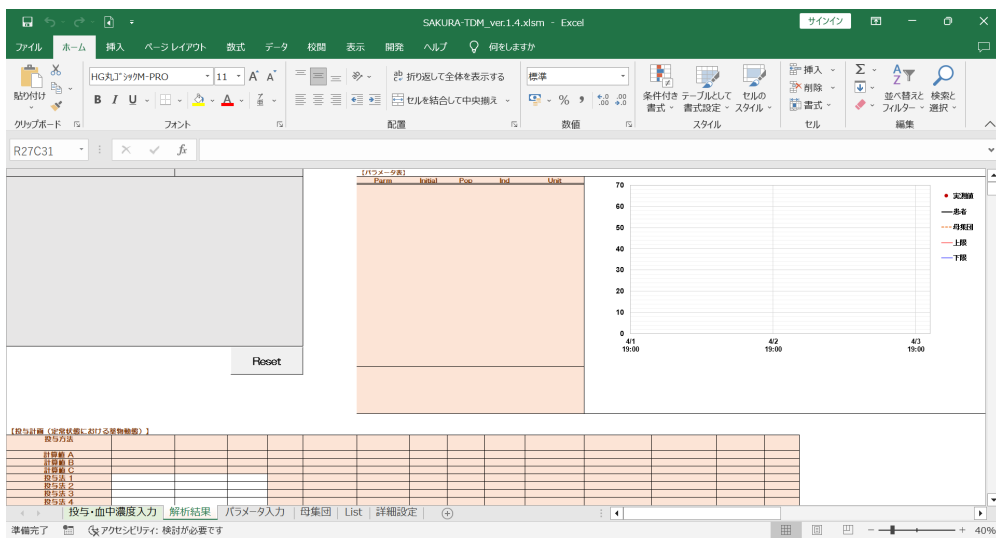 SAKURA-TDM_ver.1.4.xlsm - Excel
サインイン
ファイル ホーム 挿入 ページ レイアウト 数式 データ 校閲 表示 開発 ヘルプ 何をしますか
貼り付け
HG丸ゴシックM-PRO 11 A A
B I U A
折り返して全体を表示する
セルを結合して中央揃え
標準
% 9 .00 .0
条件付き 書式
テーブルとして 書式設定
セルの スタイル
挿入
削除
書式
Σ
並べ替えと フィルター
検索と 選択
クリップボード フォント 配置 数値 スタイル セル 編集
R27C31 fx
【パラメータ表】
Parm Initial Pop Ind Unit
70
60
50
40
30
20
10
0
4/1 19:00
4/2 19:00
4/3 19:00
実測値
患者
母集団
上限
下限
Reset
【投与計画（定常状態における薬物動態）】
投与方法
計算値 A
計算値 B
計算値 C
投与法 1
投与法 2
投与法 3
投与法 4
投与・血中濃度入力 解析結果 パラメータ入力 母集団 List 詳細設定
準備完了 アクセシビリティ: 検討が必要です 40%